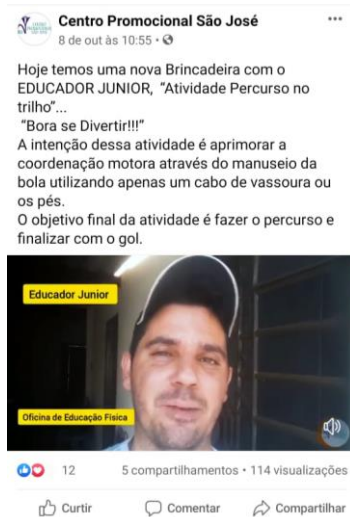 Centro Promocional São José
8 de out às 10:55 ·
Hoje temos uma nova Brincadeira com o
EDUCADOR JUNIOR, “Atividade Percurso no
trilho”...
“Bora se Divertir!!!”
A intenção dessa atividade é aprimorar a
coordenação motora através do manuseio da
bola utilizando apenas um cabo de vassoura ou
os pés.
O objetivo final da atividade é fazer o percurso e
finalizar com o gol.
Educador Junior
Oficina de Educação Física
12
5 compartilhamentos • 114 visualizações
Curtir
Comentar
Compartilhar